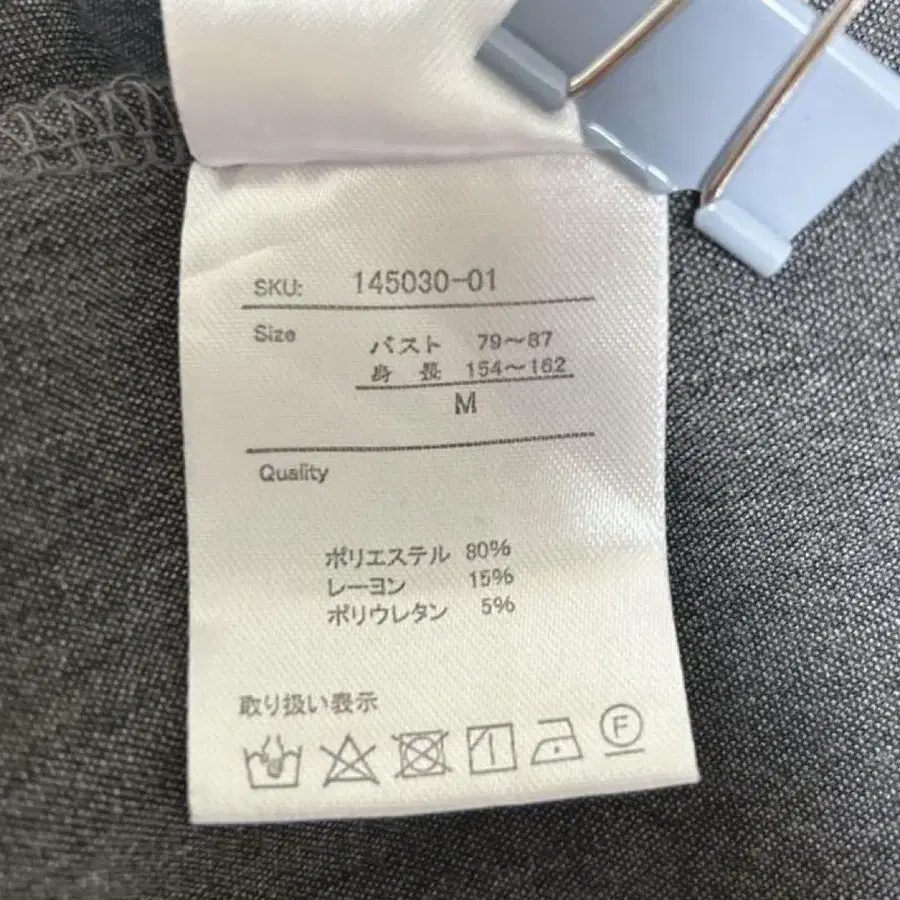 SKU: 145030-01
Size
バスト 79～87
身長 154～162
M
Quality
ポリエステル 80%
レーヨン 15%
ポリウレタン 5%
取り扱い表示
F